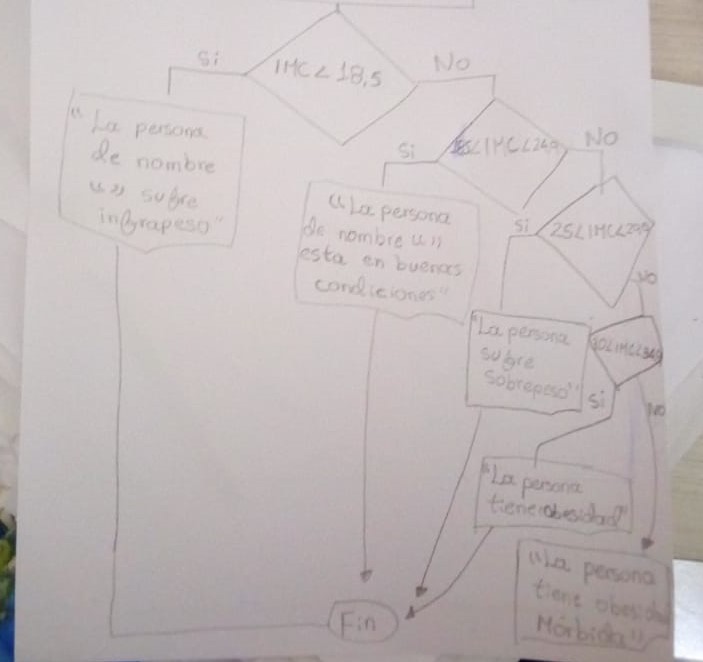 Si
IMC < 18,5
No
"La persona
de nombre
"" sufre
infrapeso"
Si
<IMC<24,9
NO
"La persona
de nombre ""
esta en buenas
condiciones"
Si
25<IMC<29,9
NO
"La persona
sufre
Sobrepeso"
30<IMC<34,9
Si
NO
"La persona
tiene obesidad"
"La persona
tiene
Mórbida"
Fin